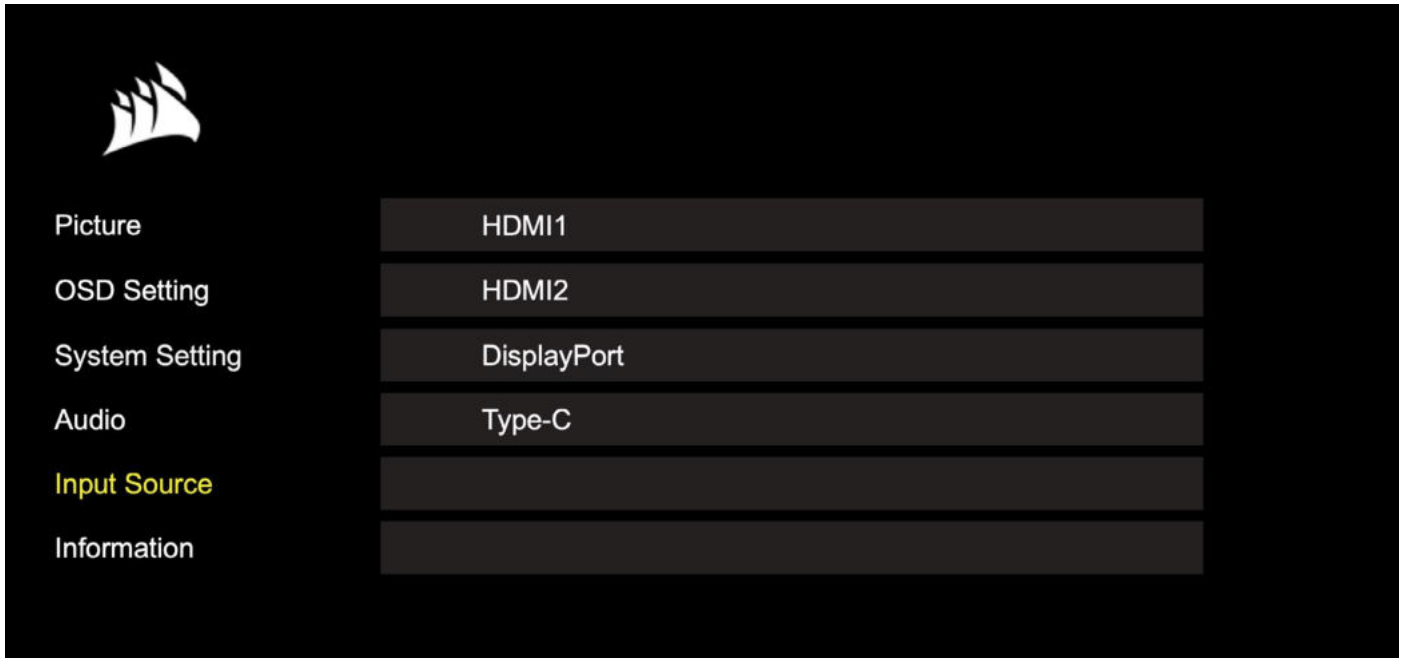 Picture
HDMI1
OSD Setting
HDMI2
System Setting
DisplayPort
Audio
Type-C
Input Source
Information